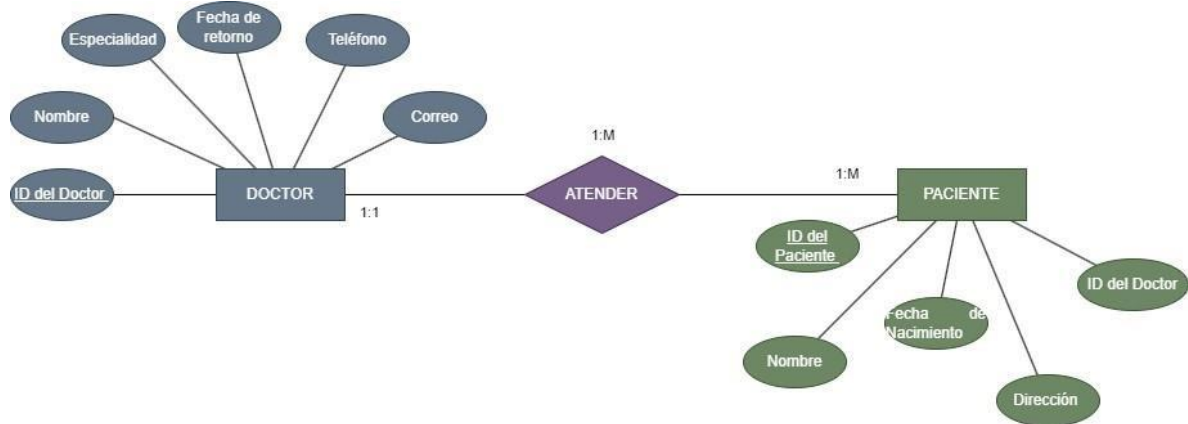 Fecha de
retorno
Especialidad
Teléfono
Nombre
Correo
1:M
ID del Doctor
DOCTOR
ATENDER
1:M
PACIENTE
1:1
ID del
Paciente
ID del Doctor
Fecha de
Nacimiento
Nombre
Dirección